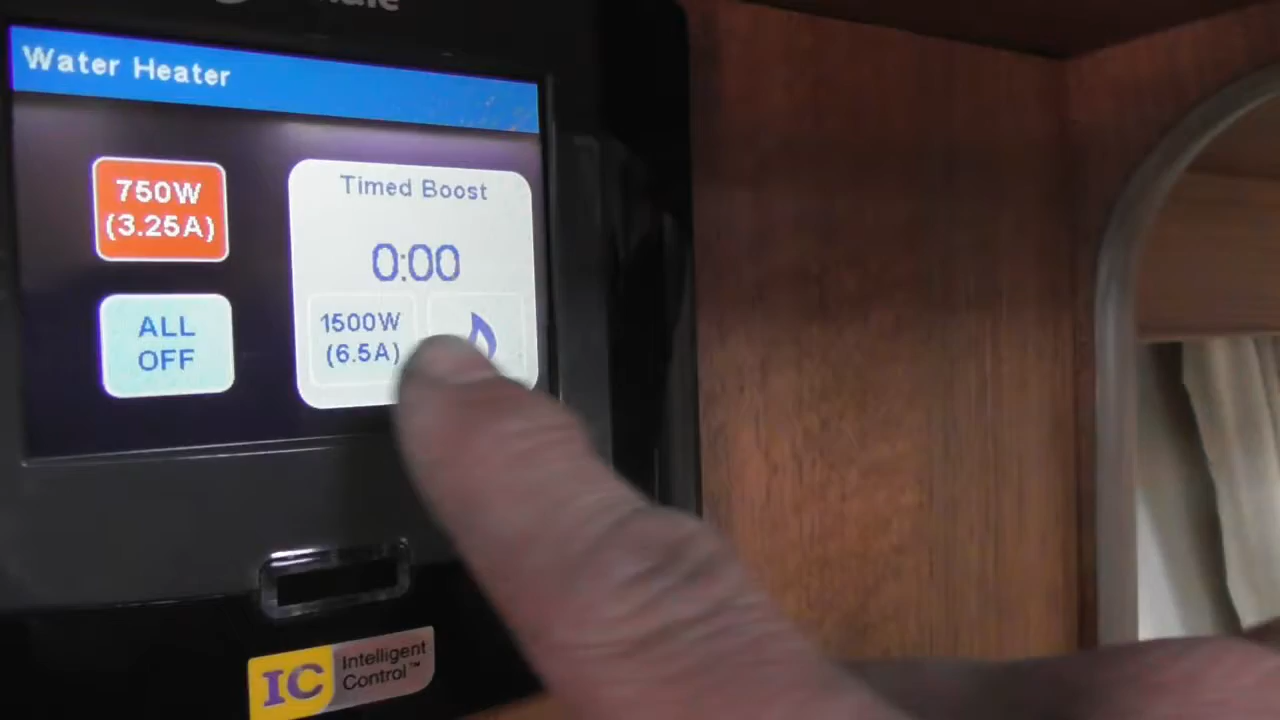 Water Heater
750W
(3.25A)
Timed Boost
0:00
1500W
(6.5A)
ALL
OFF
IC
Intelligent
Control™